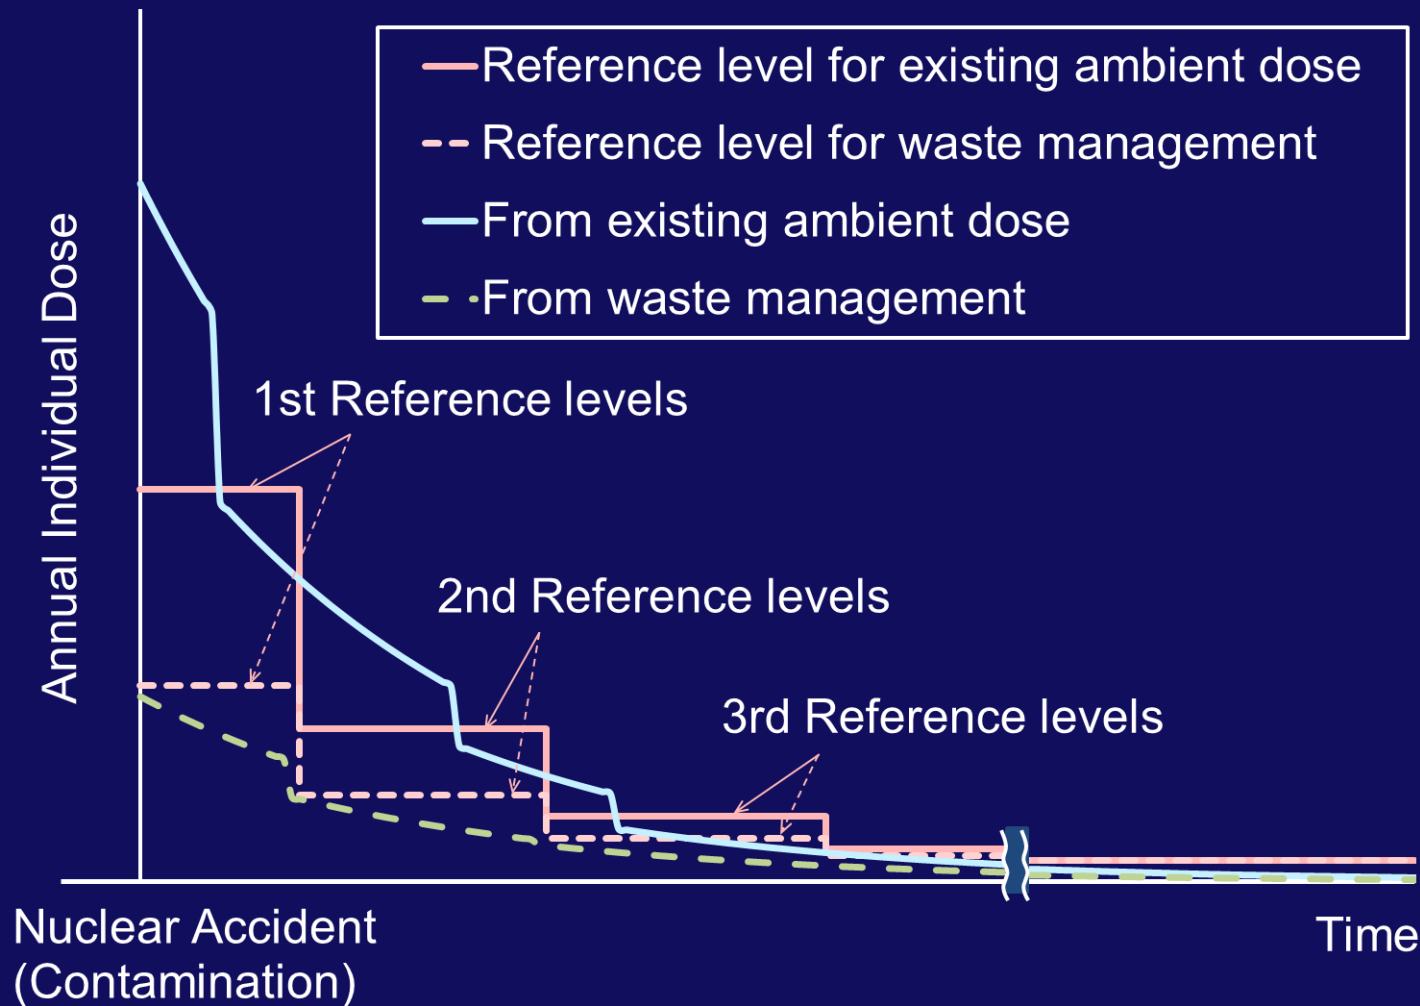 Reference level for existing ambient dose
Reference level for waste management
From existing ambient dose
From waste management
Annual Individual Dose
1st Reference levels
2nd Reference levels
3rd Reference levels
Nuclear Accident
(Contamination)
Time